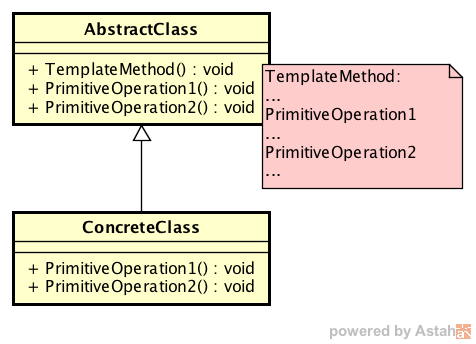 AbstractClass
+ TemplateMethod() : void
+ PrimitiveOperation1() : void
+ PrimitiveOperation2() : void
TemplateMethod:
...
PrimitiveOperation1
...
PrimitiveOperation2
...
ConcreteClass
+ PrimitiveOperation1() : void
+ PrimitiveOperation2() : void
powered by Astah